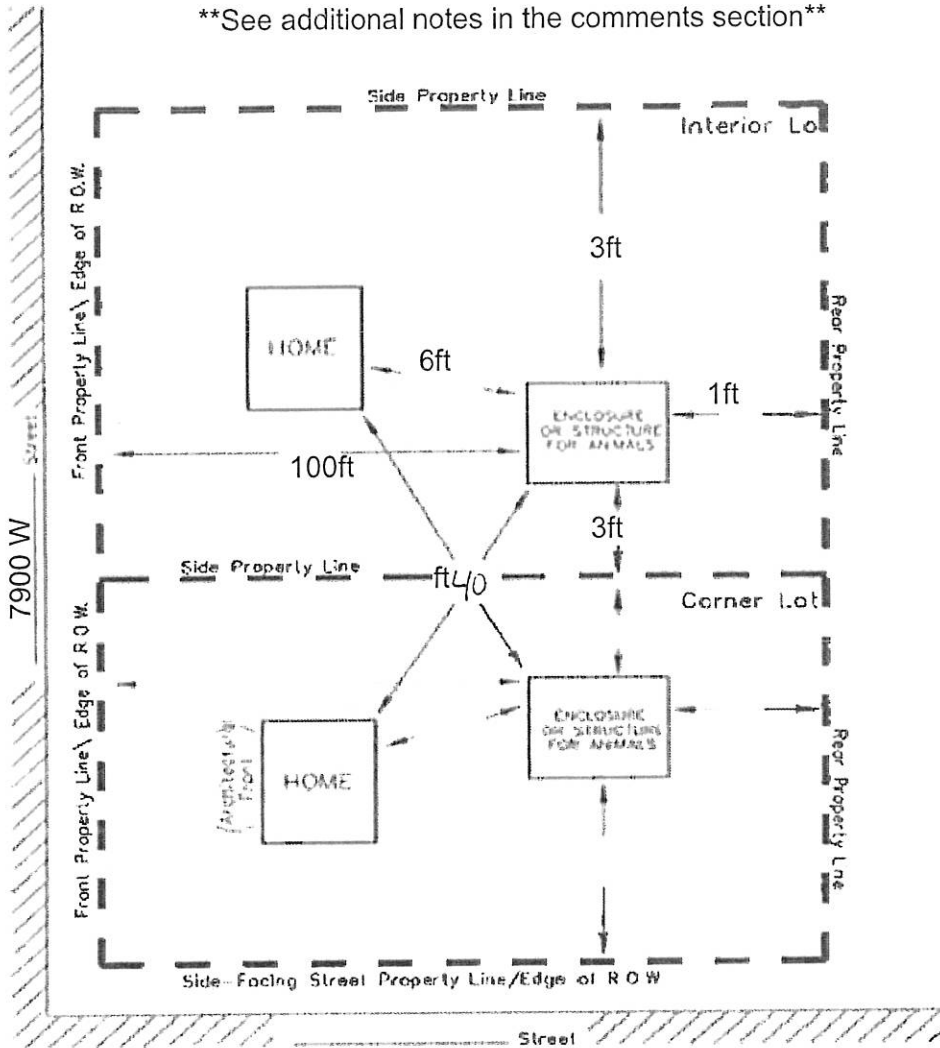 **See additional notes in the comments section**
Side Property Line
Interior Lo
Front Property Line\ Edge of R.O.W.
3ft
HOME
6ft
1ft
ENCLOSURE
OR STRUCTURE
FOR ANIMALS
Rear Property Line
Street
7900 W
100ft
3ft
Side Property Line
ft40
Corner Lot
Front Property Line\ Edge of R O W.
ENCLOSURE
OR STRUCTURE
FOR ANIMALS
(Architectural
Front)
HOME
Rear Property Line
Side-Facing Street Property Line/Edge of R O W
Street